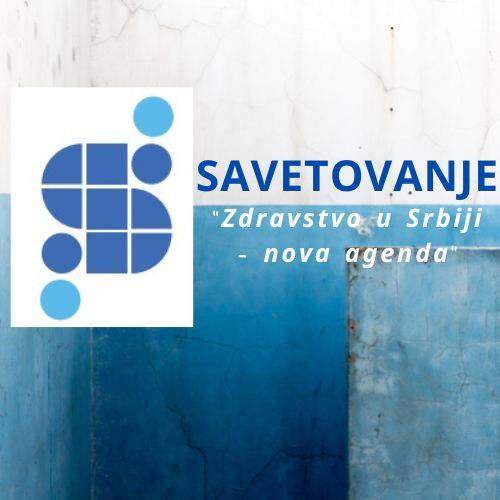 SAVETOVANJE
"Zdravstvo u Srbiji
- nova agenda"